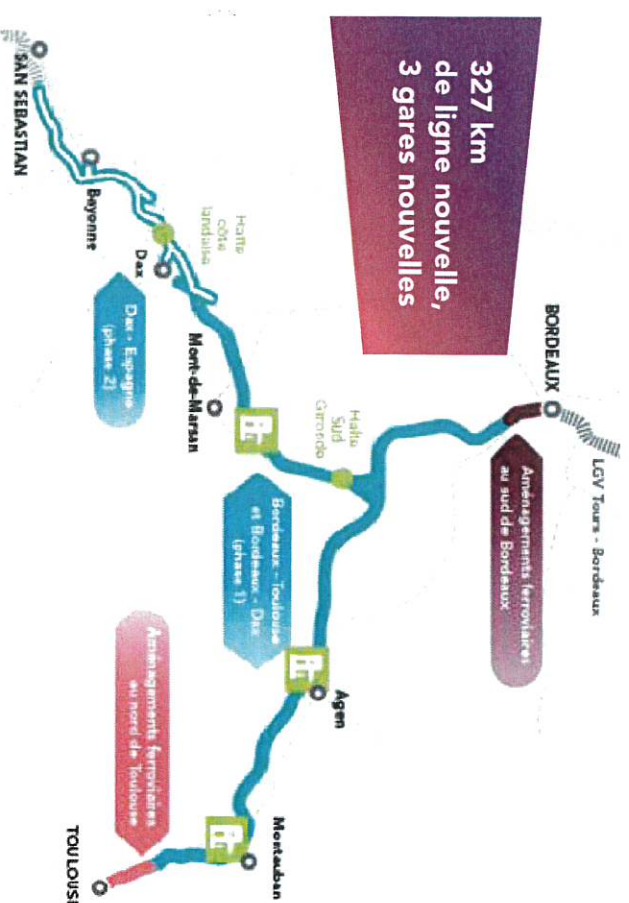 327 km
de ligne nouvelle,
3 gares nouvelles
BORDEAUX
LGV Tours - Bordeaux
Aménagements ferroviaires
au sud de Bordeaux
Halte
Sud
Gironde
Agen
Bordeaux - Toulouse
et Bordeaux - Dax
(phase 1)
Mont-de-Marsan
Halte
côte
landaise
Dax
Dax - Espagne
(phase 2)
Bayonne
SAN SEBASTIAN
Montauban
Aménagements ferroviaires
au nord de Toulouse
TOULOUSE